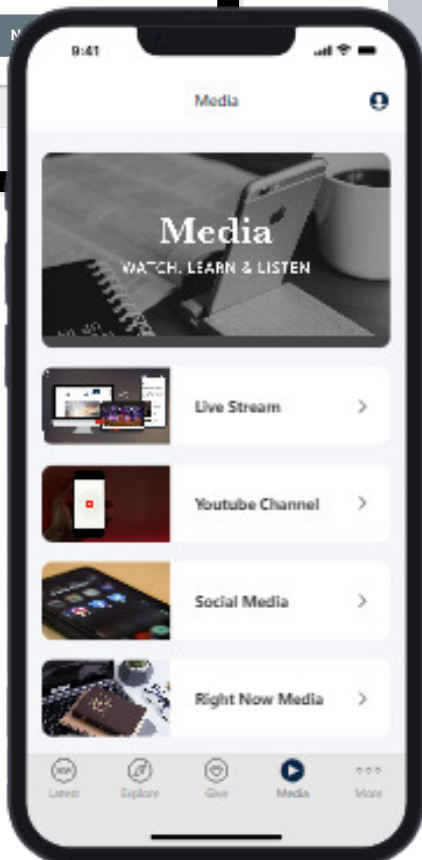 N
9:41
Media
Media
WATCH, LEARN & LISTEN
Live Stream
Youtube Channel
Social Media
Right Now Media
Latest
Explore
Give
Media
More